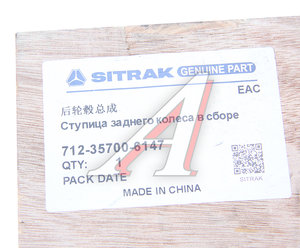 SITRAK GENUINE PART
EAC
后轮毂总成
Ступица заднего колеса в сборе
712-35700-6147
QTY: 1
PACK DATE
SITRAK
MADE IN CHINA